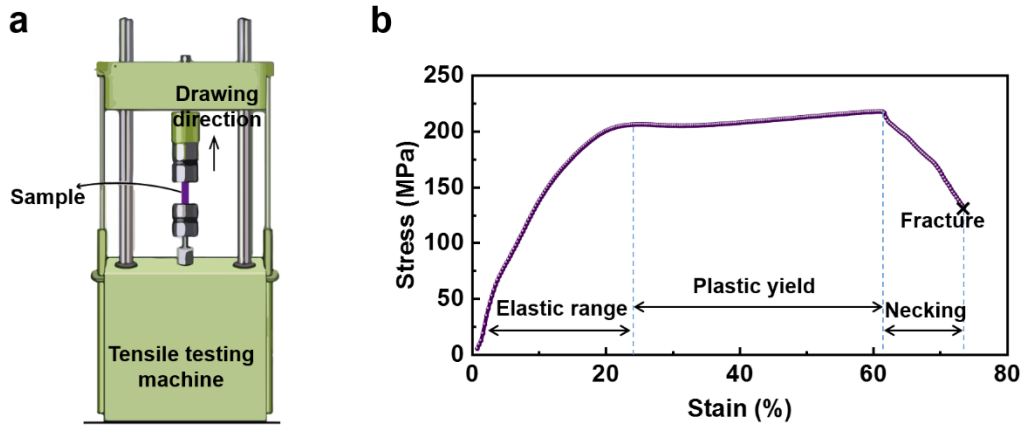 a
Drawing
direction
Sample
Tensile testing
machine
b
Stress (MPa)
250
200
150
100
50
0
Fracture
Plastic yield
Elastic range
Necking
0 20 40 60 80
Stain (%)